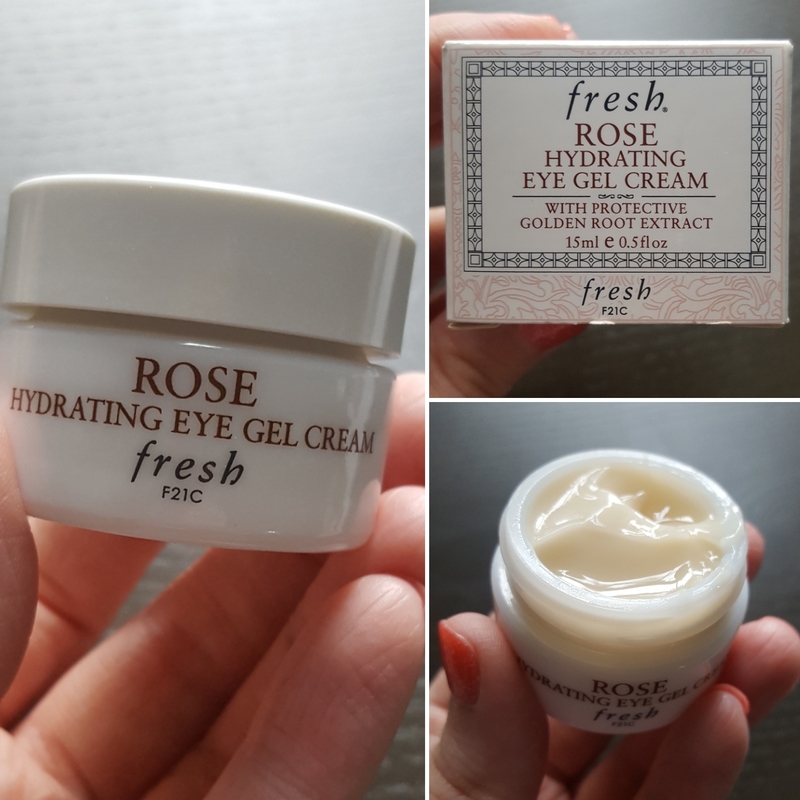 ROSE
HYDRATING EYE GEL CREAM
fresh
F21C
fresh®
ROSE
HYDRATING
EYE GEL CREAM
WITH PROTECTIVE
GOLDEN ROOT EXTRACT
15ml e 0.5fl oz
fresh
F21C
ROSE
HYDRATING EYE GEL CREAM
fresh
F21C